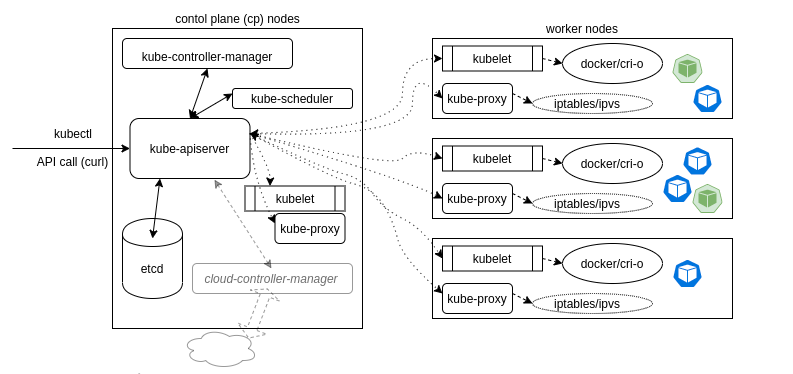 contol plane (cp) nodes
worker nodes
kube-controller-manager
kube-scheduler
kubectl
API call (curl)
kube-apiserver
kubelet
kube-proxy
etcd
cloud-controller-manager
kubelet
docker/cri-o
kube-proxy
iptables/ipvs
kubelet
docker/cri-o
kube-proxy
iptables/ipvs
kubelet
docker/cri-o
kube-proxy
iptables/ipvs